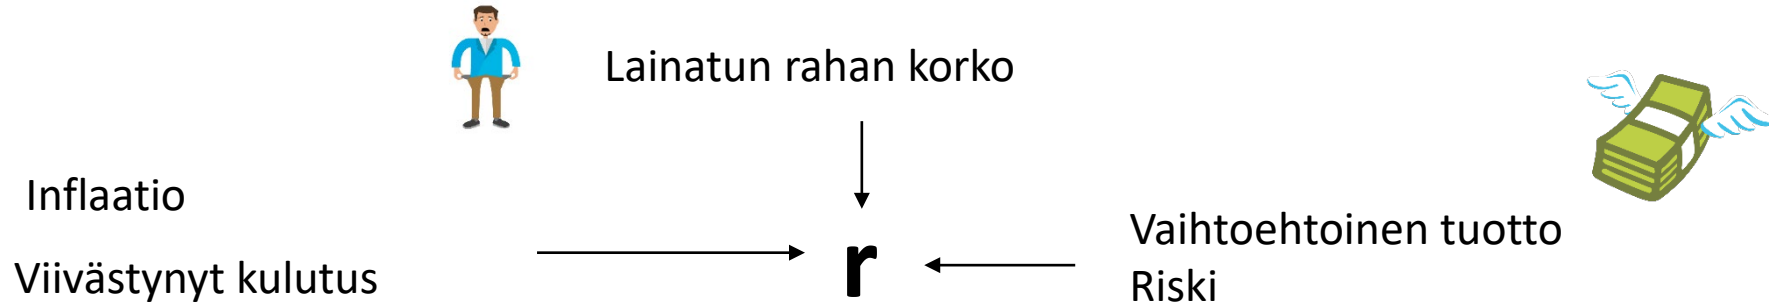 Lainatun rahan korko
Inflaatio
Viivästynyt kulutus
r
Vaihtoehtoinen tuotto
Riski